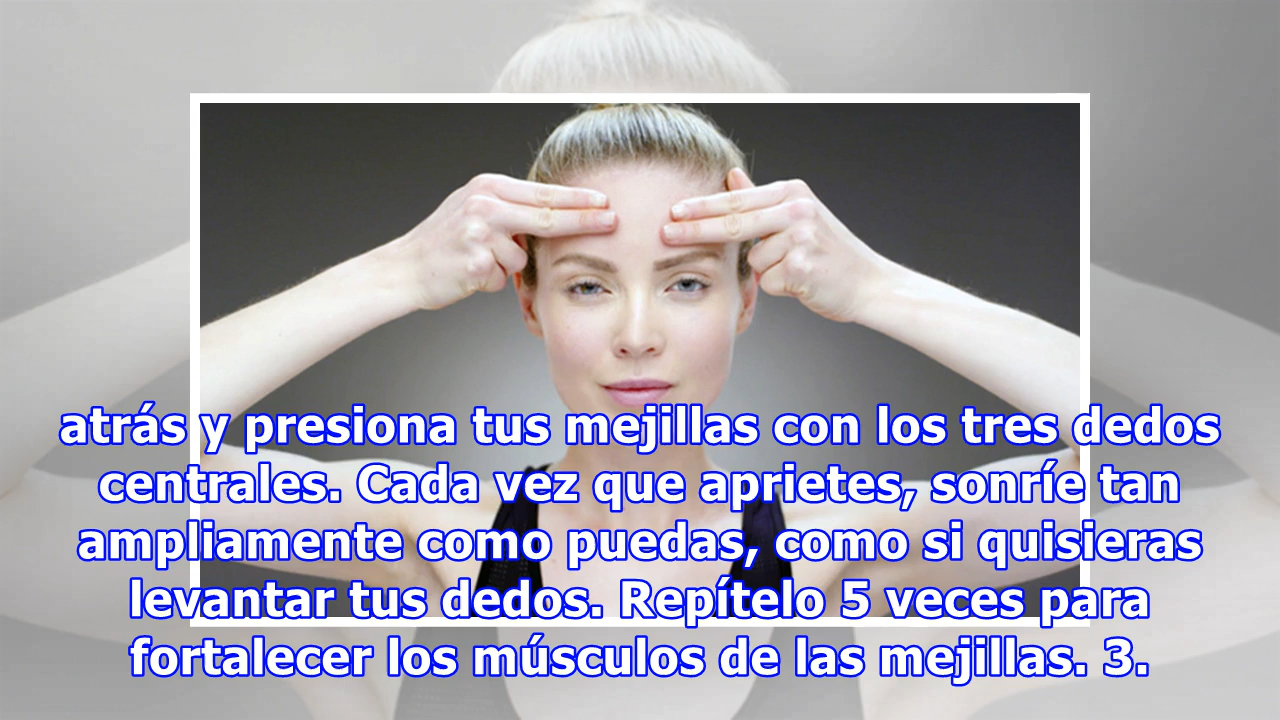 atrás y presiona tus mejillas con los tres dedos
centrales. Cada vez que aprietes, sonríe tan
ampliamente como puedas, como si quisieras
levantar tus dedos. Repítelo 5 veces para
fortalecer los músculos de las mejillas. 3.